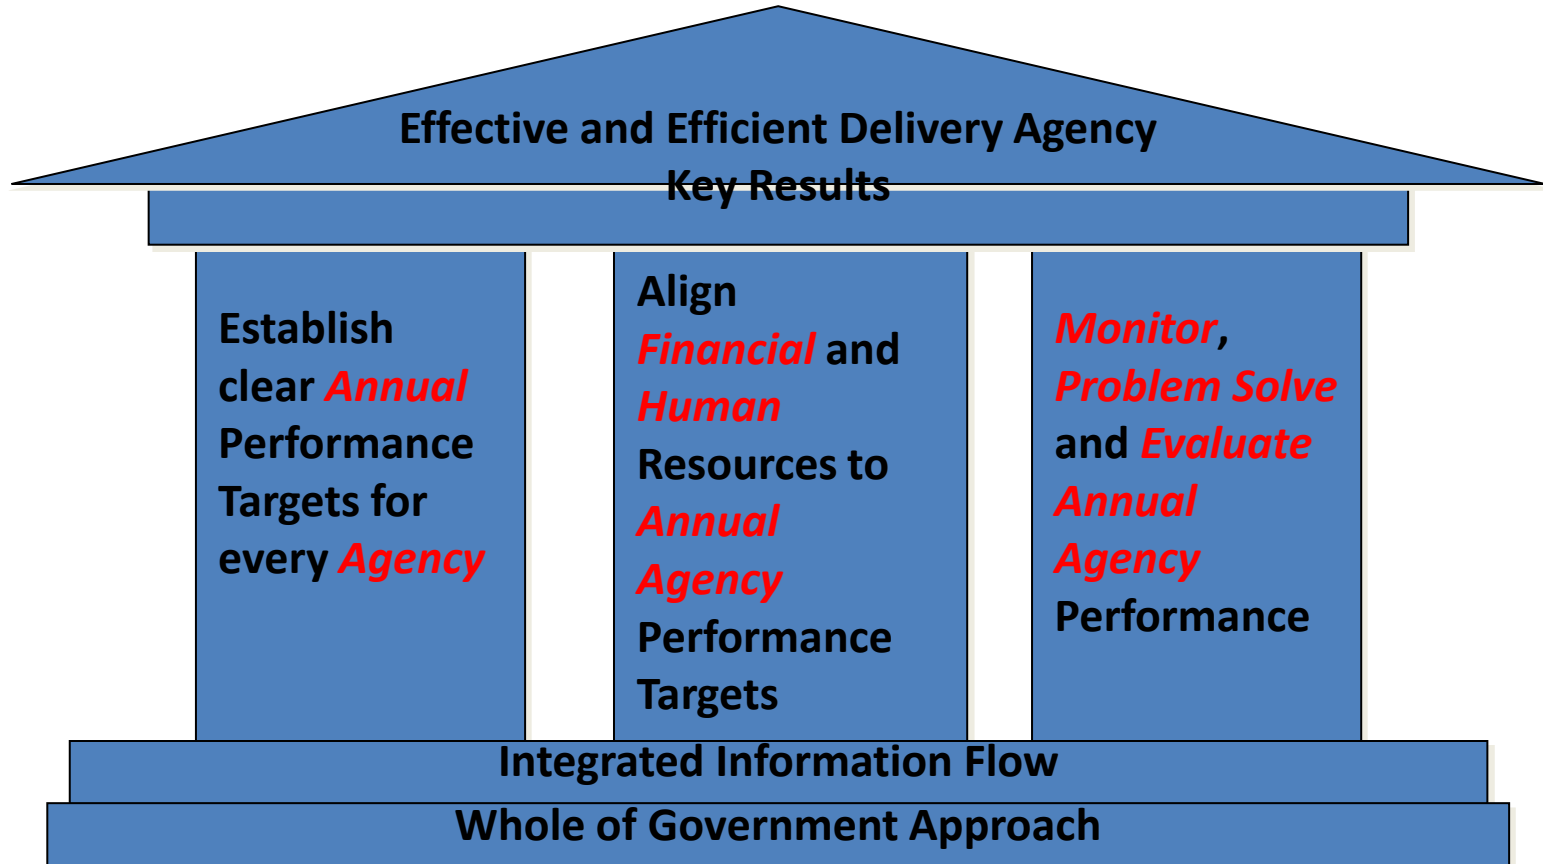 Effective and Efficient Delivery Agency
Key Results
Establish
clear Annual
Performance
Targets for
every Agency
Align
Financial and
Human
Resources to
Annual
Agency
Performance
Targets
Monitor,
Problem Solve
and Evaluate
Annual
Agency
Performance
Integrated Information Flow
Whole of Government Approach